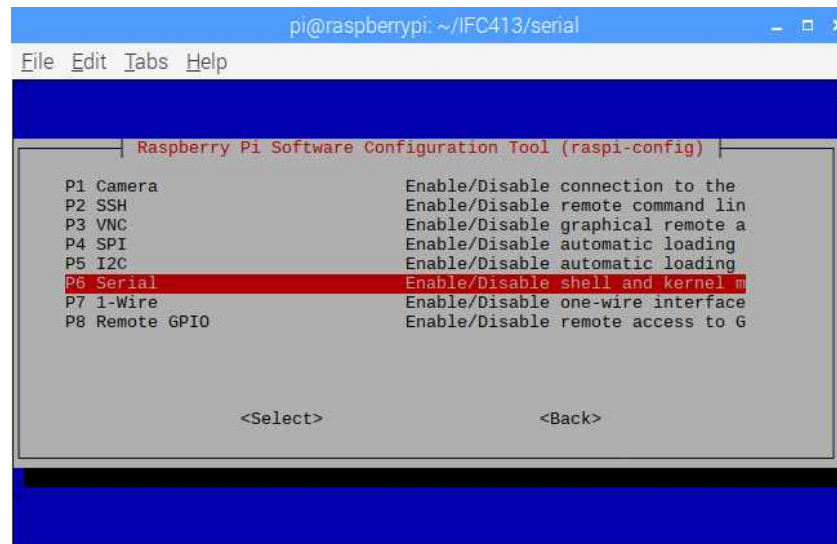 pi@raspberrypi: ~/IFC413/serial
File Edit Tabs Help
Raspberry Pi Software Configuration Tool (raspi-config)
P1 Camera Enable/Disable connection to the
P2 SSH Enable/Disable remote command lin
P3 VNC Enable/Disable graphical remote a
P4 SPI Enable/Disable automatic loading
P5 I2C Enable/Disable automatic loading
P6 Serial Enable/Disable shell and kernel m
P7 1-Wire Enable/Disable one-wire interface
P8 Remote GPIO Enable/Disable remote access to G
<Select> <Back>